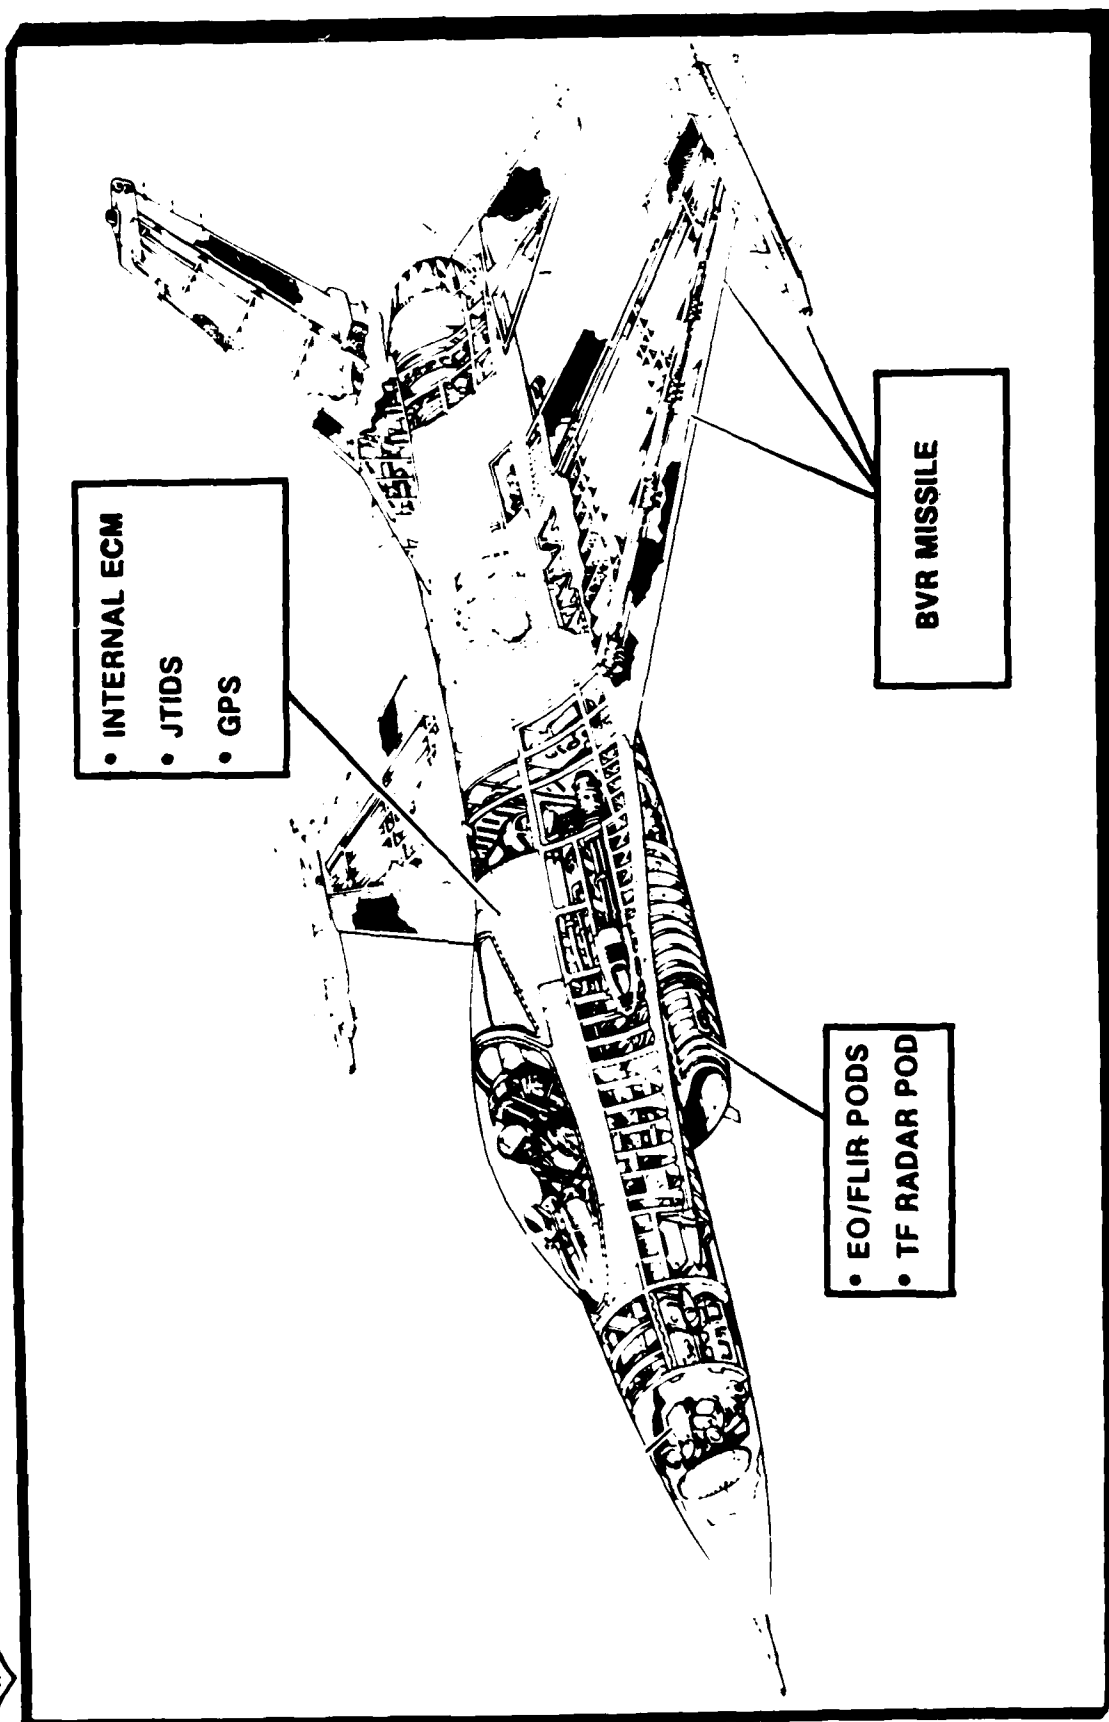 • INTERNAL ECM
• JTIDS
• GPS
• EO/FLIR PODS
• TF RADAR POD
BVR MISSILE